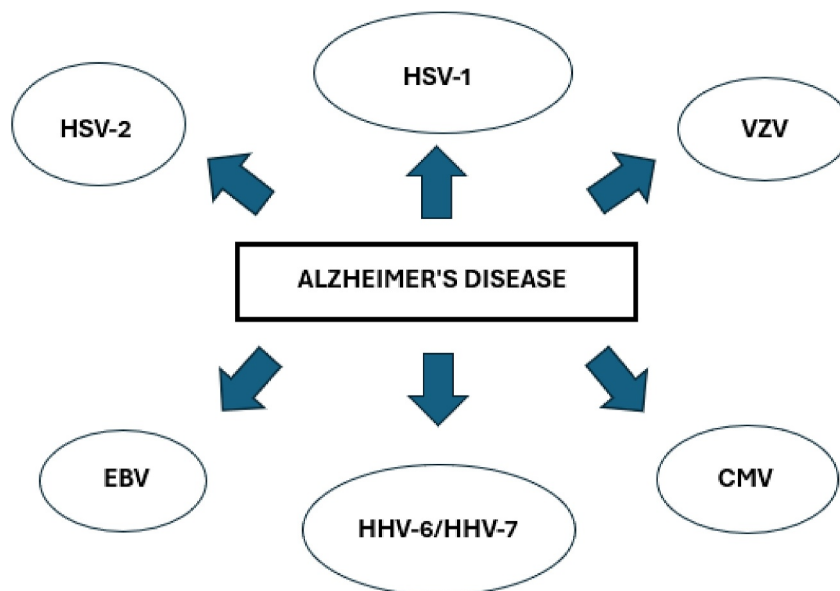 HSV-1
HSV-2
VZV
ALZHEIMER'S DISEASE
EBV
CMV
HHV-6/HHV-7